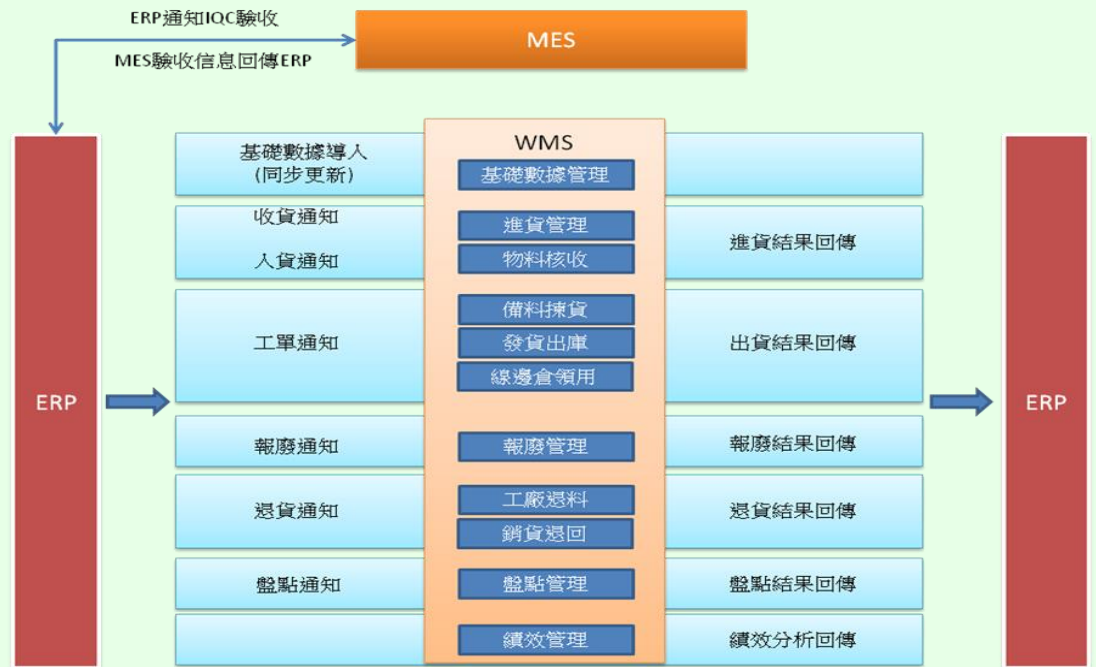 ERP通知IQC驗收
MES驗收信息回傳ERP
MES
ERP
WMS
基礎數據導人
(同步更新)
基礎數據管理
收貨通知
人貨通知
進貨管理
物料核收
進貨結果回傳
工單通知
備料揀貨
發貨出庫
線邊倉領用
出貨結果回傳
報廢通知
報廢管理
報廢結果回傳
退貨通知
工廠退料
銷貨退回
退貨結果回傳
盤點通知
盤點管理
盤點結果回傳
績效管理
績效分析回傳
ERP